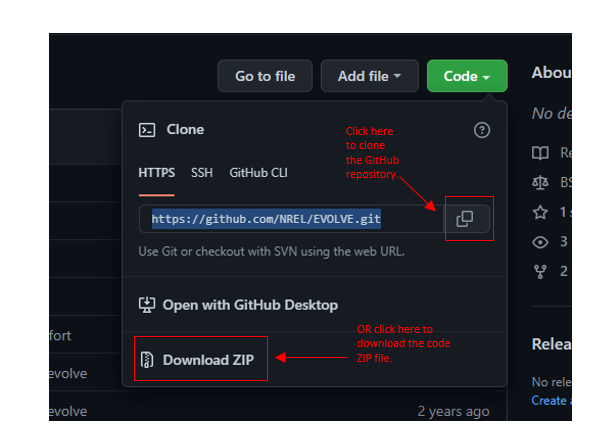 Go to file
Add file
Code
Abou
Clone
Click here
to clone
the GitHub
repository.
No de
HTTPS
SSH
GitHub CLI
Re
BS
https://github.com/NREL/EVOLVE.git
1 s
Use Git or checkout with SVN using the web URL.
3
2
Open with GitHub Desktop
OR click here to
download the code
ZIP file.
fort
Relea
Download ZIP
evolve
No rele
Create a
evolve
2 years ago